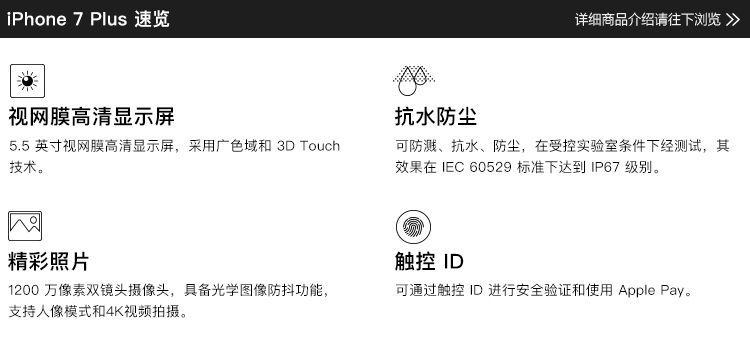 iPhone 7 Plus 速览
详细商品介绍请往下浏览
视网膜高清显示屏
5.5 英寸视网膜高清显示屏，采用广色域和 3D Touch
技术。
抗水防尘
可防溅、抗水、防尘，在受控实验室条件下经测试，其
效果在 IEC 60529 标准下达到 IP67 级别。
精彩照片
1200 万像素双镜头摄像头，具备光学图像防抖功能，
支持人像模式和4K视频拍摄。
触控 ID
可通过触控 ID 进行安全验证和使用 Apple Pay。